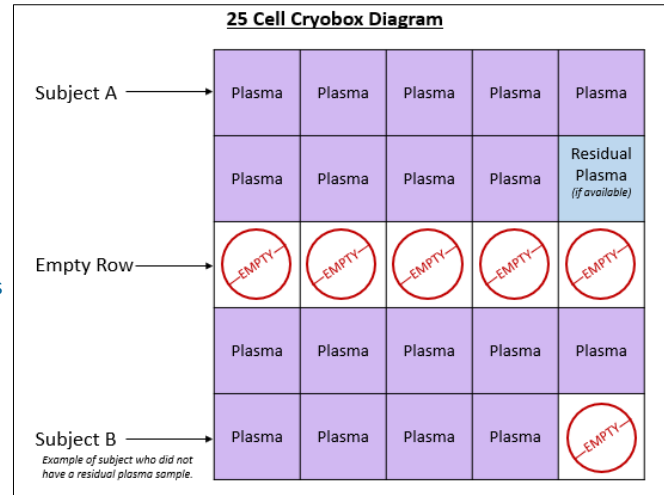 25 Cell Cryobox Diagram
Subject A
Plasma Plasma Plasma Plasma Plasma
Plasma Plasma Plasma Plasma Residual
Plasma
(if available)
Empty Row
EMPTY EMPTY EMPTY EMPTY EMPTY
s
Plasma Plasma Plasma Plasma Plasma
Subject B
Plasma Plasma Plasma Plasma EMPTY
Example of subject who did not
have a residual plasma sample.